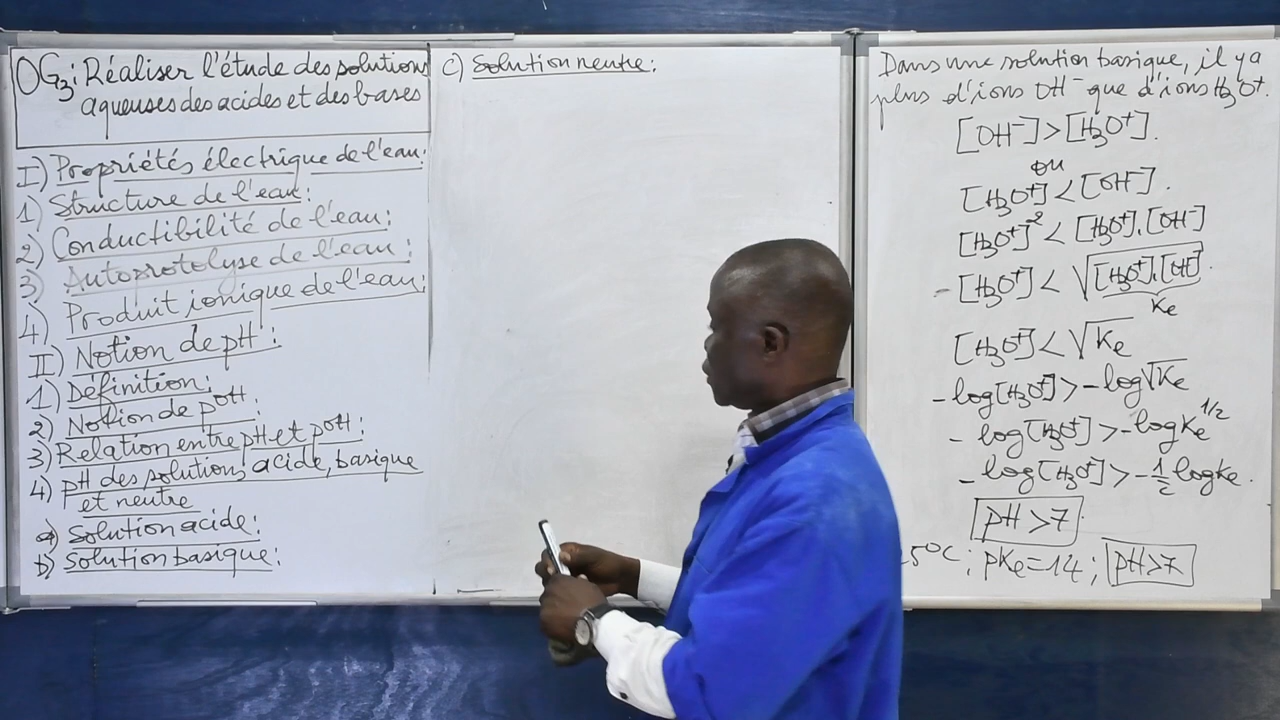 OG3: Réaliser l'étude des solutions
aqueuses des acides et des bases
I) Propriétés électrique de l'eau:
1) Structure de l'eau:
2) Conductibilité de l'eau:
3) Autoprotolyse de l'eau:
4) Produit ionique de l'eau:
II) Notion de pH:
1) Définition:
2) Notion de pOH:
3) Relation entre pH et pOH:
4) pH des solutions, acide, basique
et neutre
a) Solution acide:
b) Solution basique:
c) Solution neutre:
Dans une solution basique, il y a
plus d'ions OH⁻ que d'ions H₃O⁺.
[OH⁻] > [H₃O⁺].
ou
[H₃O⁺] < [OH⁻].
[H₃O⁺]² < [H₃O⁺].[OH⁻]
[H₃O⁺] < √[H₃O⁺].[OH⁻].
Ke
[H₃O⁺] < √Ke
-log[H₃O⁺] > -log√Ke
-log[H₃O⁺] > -logKe^1/2
-log[H₃O⁺] > -1/2 logKe.
pH > 7.
5°C; pKe = 14; pH > 7